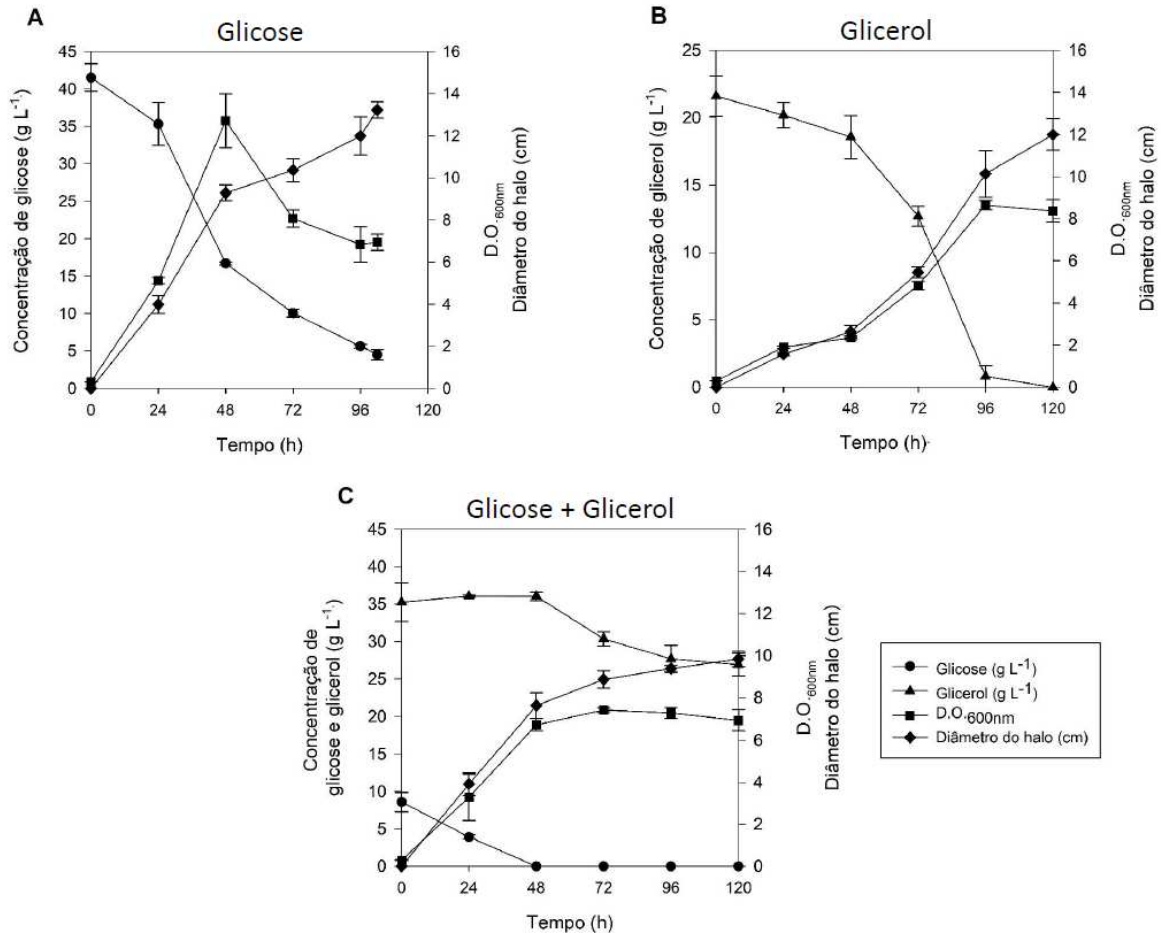 A
Glicose
45
40
35
30
25
20
15
10
5
0
16
14
12
10
8
6
4
2
0
0 24 48 72 96 120
Concentração de glicose (g L⁻¹·)
D.O.·600nm
Diâmetro do halo (cm)
Tempo (h)
B
Glicerol
25
20
15
10
5
0
16
14
12
10
8
6
4
2
0
0 24 48 72 96 120
Concentração de glicerol (g L⁻¹)
D.O.·600nm
Diâmetro do halo (cm)
Tempo (h)·
C
Glicose + Glicerol
45
40
35
30
25
20
15
10
5
0
16
14
12
10
8
6
4
2
0
0 24 48 72 96 120
Concentração de
glicose e glicerol (g L⁻¹·)
D.O.·600nm
Diâmetro do halo (cm)
Tempo (h)
Glicose (g L⁻¹)
Glicerol (g L⁻¹)
D.O.·600nm
Diâmetro do halo (cm)